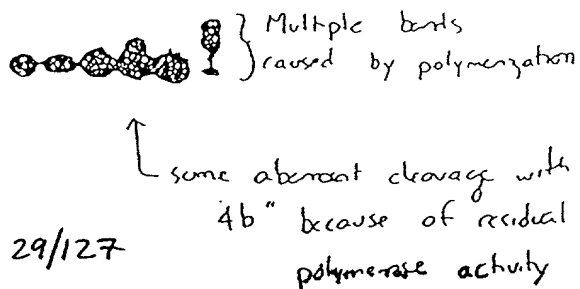 Multiple bands
caused by polymerization
some aberrant cleavage with
4b" because of residual
polymerase activity
29/127